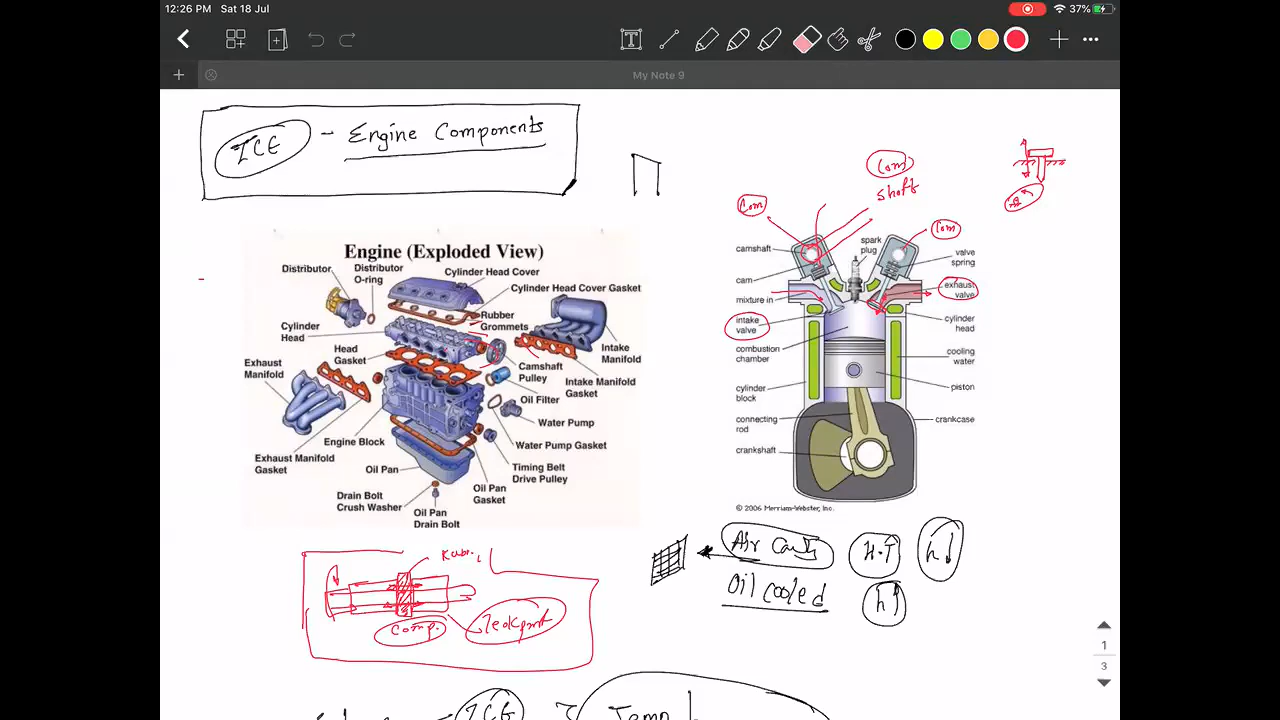 12:26 PM Sat 18 Jul
37%
My Note 9
ICE - Engine Components
Engine (Exploded View)
Distributor
Distributor
O-ring
Cylinder Head Cover
Cylinder Head Cover Gasket
Rubber
Grommets
Cylinder
Head
Head
Gasket
Intake
Manifold
Exhaust
Manifold
Camshaft
Pulley
Intake Manifold
Gasket
Oil Filter
Water Pump
Engine Block
Water Pump Gasket
Exhaust Manifold
Gasket
Oil Pan
Timing Belt
Drive Pulley
Oil Pan
Gasket
Drain Bolt
Crush Washer
Oil Pan
Drain Bolt
Cam
Cam
shaft
Cam
camshaft
spark
plug
valve
spring
cam
mixture in
exhaust
valve
intake
valve
cylinder
head
combustion
chamber
cooling
water
cylinder
block
piston
connecting
rod
crankcase
crankshaft
© 2006 Merriam-Webster, Inc.
Air
H.T
h↓
Oil cooled
h↑
Comp.
Leakproof
1
3
ICE
Temp